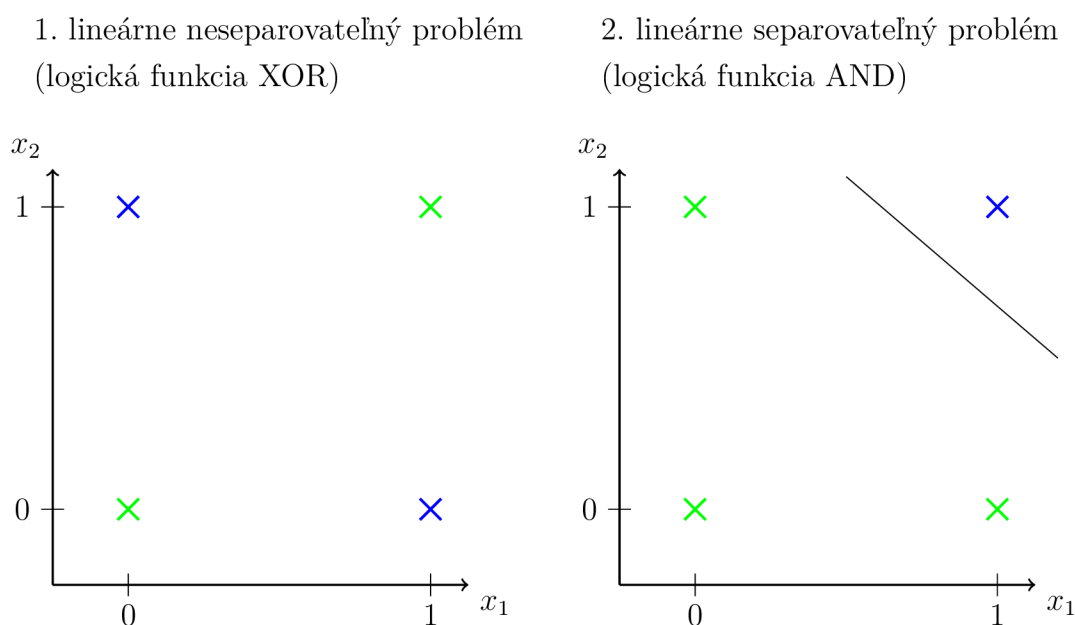 1. lineárne neseparovateľný problém
(logická funkcia XOR)
x₂
1
0
0
1
x₁
2. lineárne separovateľný problém
(logická funkcia AND)
x₂
1
0
0
1
x₁